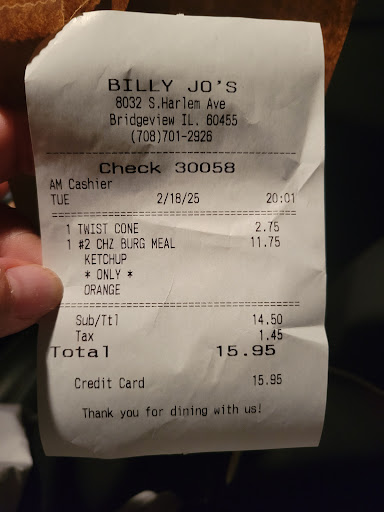 BILLY JO'S
8032 S.Harlem Ave
Bridgeview IL. 60455
(708)701-2926
Check 30058
AM Cashier
TUE 2/18/25 20:01
1 TWIST CONE 2.75
1 #2 CHZ BURG MEAL 11.75
KETCHUP
* ONLY *
ORANGE
Sub/Ttl 14.50
Tax 1.45
Total 15.95
Credit Card 15.95
Thank you for dining with us!